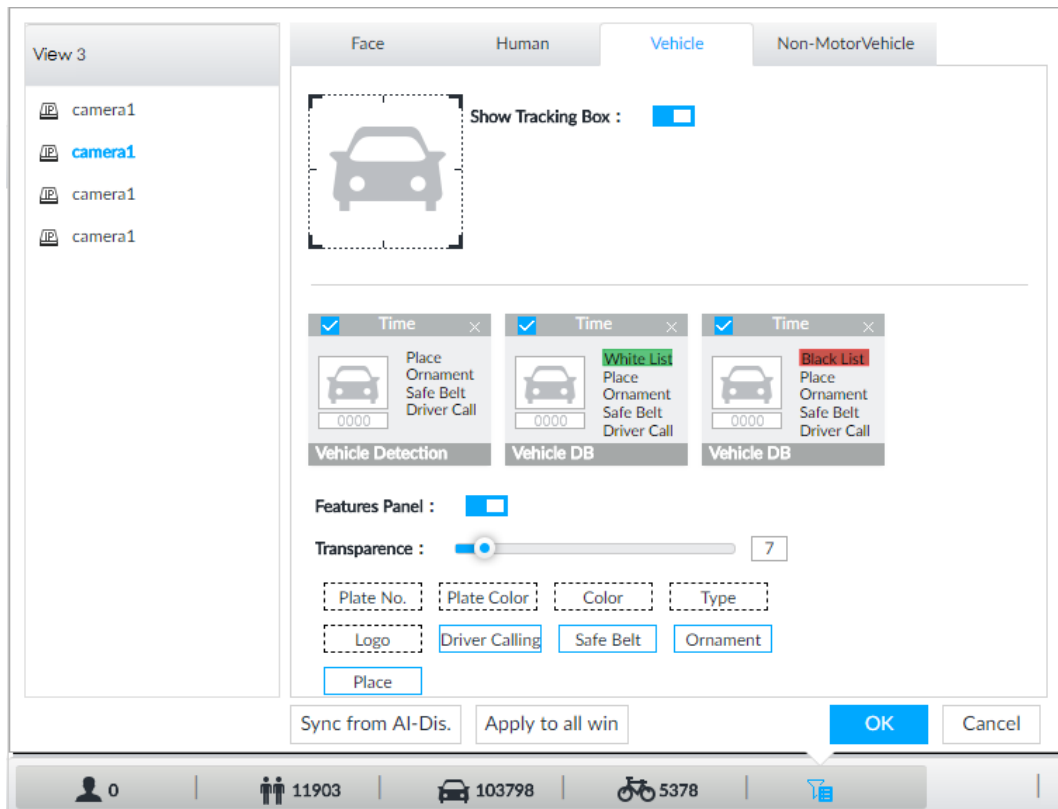 View 3
camera1
camera1
camera1
camera1
Face Human Vehicle Non-MotorVehicle
Show Tracking Box :
Time
Place
Ornament
Safe Belt
Driver Call
0000
Vehicle Detection
Time
White List
Place
Ornament
Safe Belt
Driver Call
0000
Vehicle DB
Time
Black List
Place
Ornament
Safe Belt
Driver Call
0000
Vehicle DB
Features Panel :
Transparence : 7
Plate No. Plate Color Color Type
Logo Driver Calling Safe Belt Ornament
Place
Sync from AI-Dis. Apply to all win OK Cancel
0 11903 103798 5378